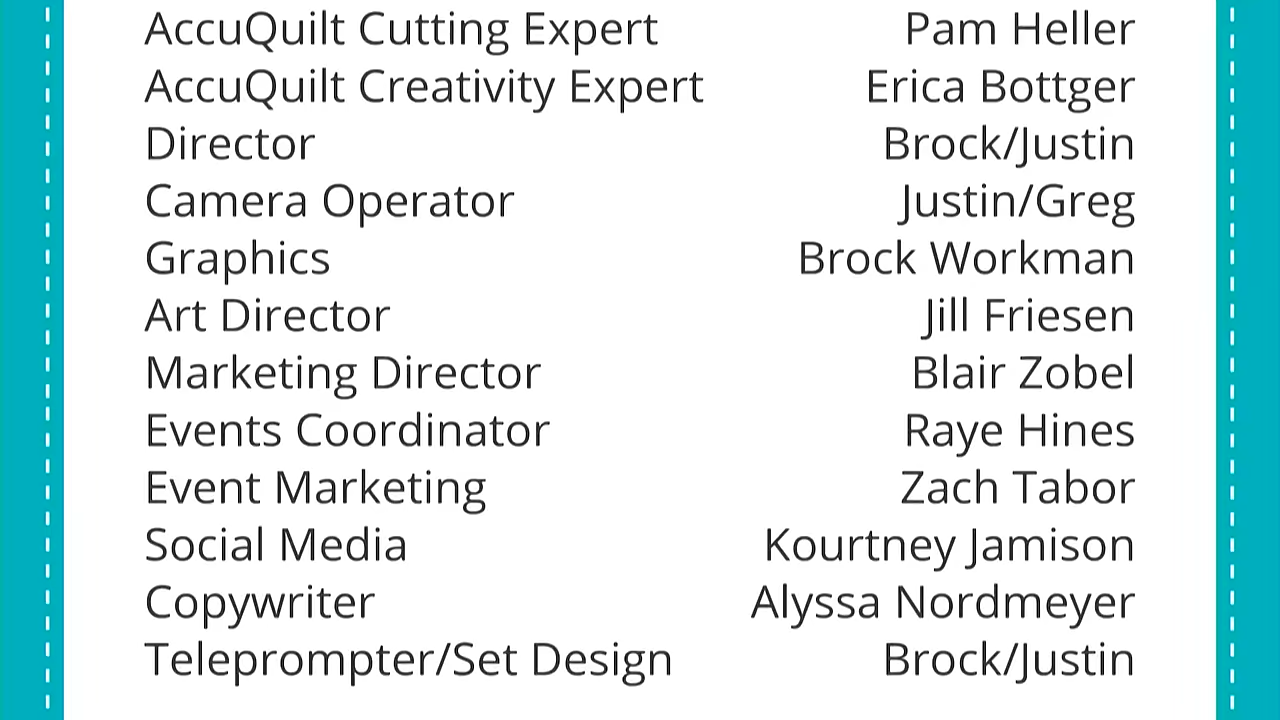 AccuQuilt Cutting Expert Pam Heller
AccuQuilt Creativity Expert Erica Bottger
Director Brock/Justin
Camera Operator Justin/Greg
Graphics Brock Workman
Art Director Jill Friesen
Marketing Director Blair Zobel
Events Coordinator Raye Hines
Event Marketing Zach Tabor
Social Media Kourtney Jamison
Copywriter Alyssa Nordmeyer
Teleprompter/Set Design Brock/Justin